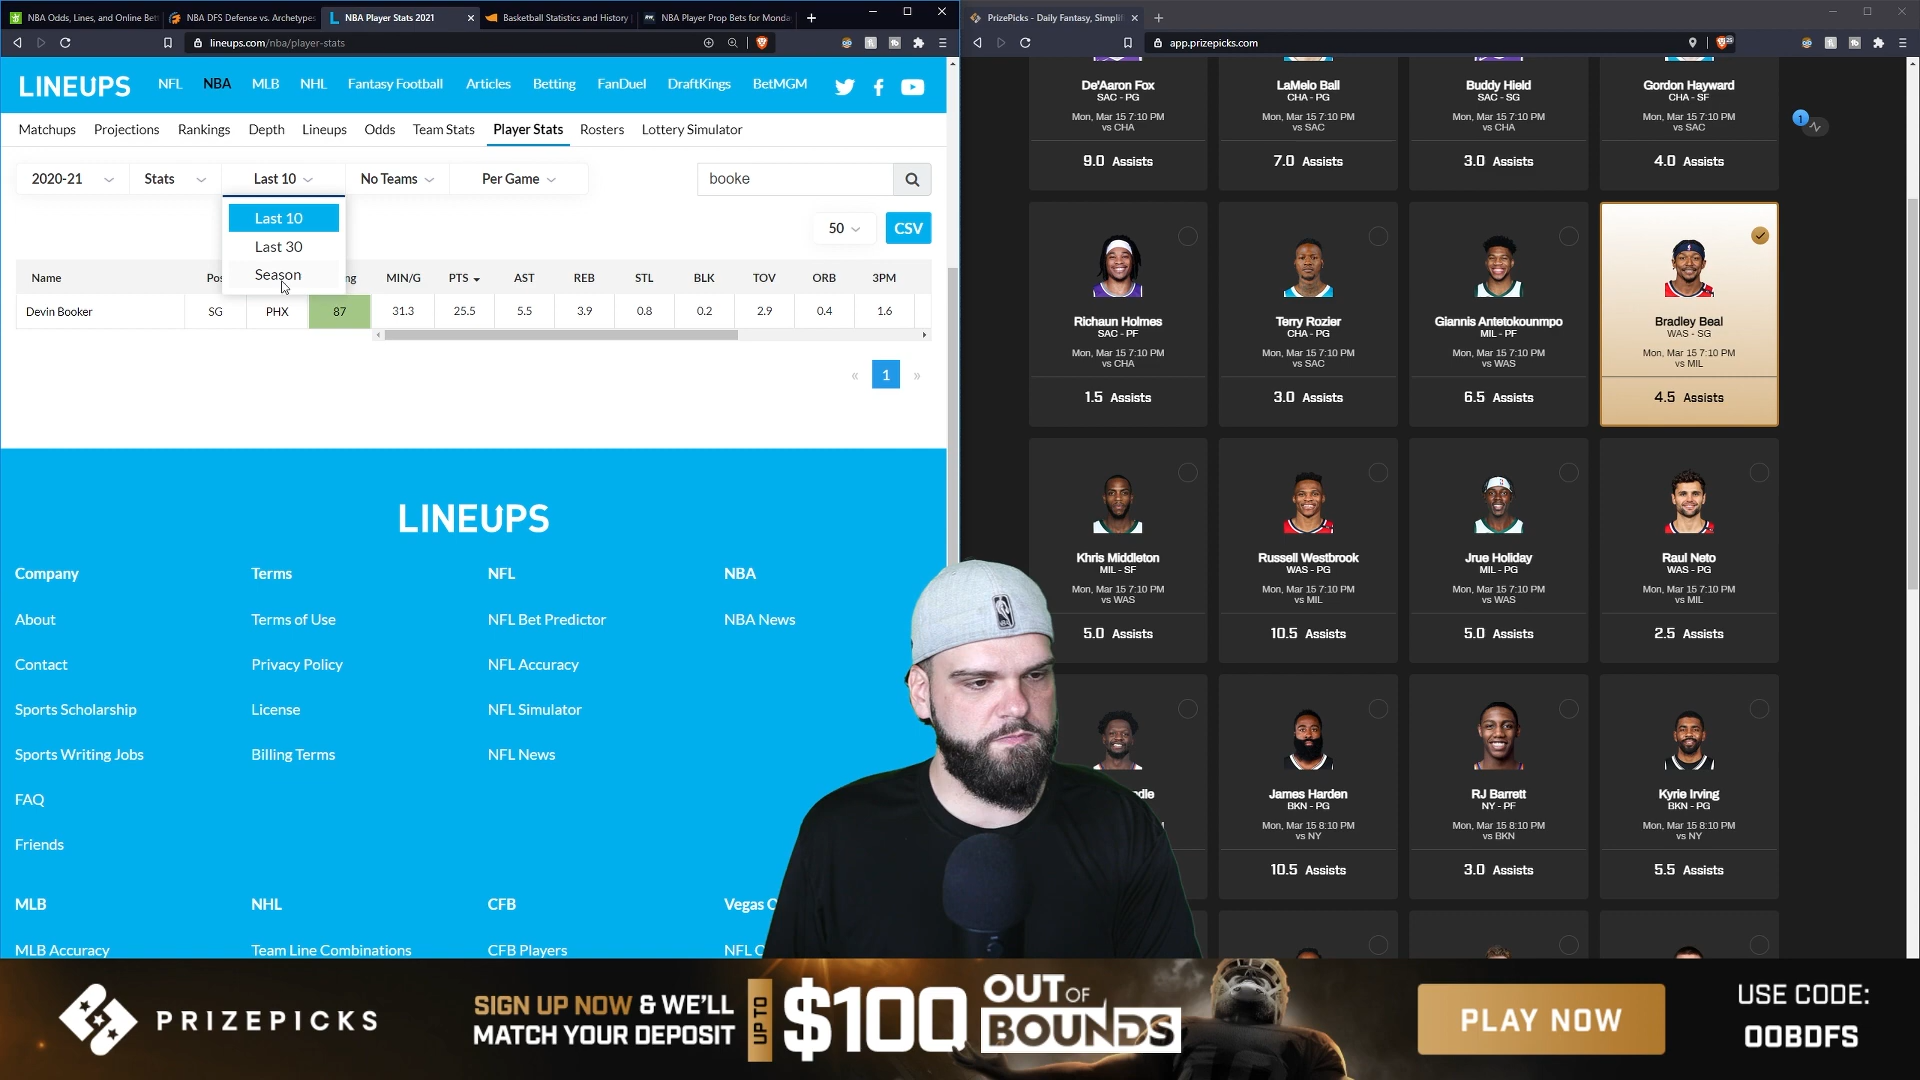 NBA Odds, Lines, and Online Bet
NBA DFS Defense vs. Archetypes
NBA Player Stats 2021
Basketball Statistics and History
NBA Player Prop Bets for Monda
PrizePicks - Daily Fantasy, Simplif
lineups.com/nba/player-stats
app.prizepicks.com
LINEUPS
NFL
NBA
MLB
NHL
Fantasy Football
Articles
Betting
FanDuel
DraftKings
BetMGM
Matchups
Projections
Rankings
Depth
Lineups
Odds
Team Stats
Player Stats
Rosters
Lottery Simulator
2020-21
Stats
Last 10
No Teams
Per Game
booke
Last 10
Last 30
Season
50
CSV
Name
Pos
ng
MIN/G
PTS
AST
REB
STL
BLK
TOV
ORB
3PM
Devin Booker
SG
PHX
87
31.3
25.5
5.5
3.9
0.8
0.2
2.9
0.4
1.6
«
1
»
LINEUPS
Company
Terms
NFL
NBA
About
Terms of Use
NFL Bet Predictor
NBA News
Contact
Privacy Policy
NFL Accuracy
Sports Scholarship
License
NFL Simulator
Sports Writing Jobs
Billing Terms
NFL News
FAQ
Friends
MLB
NHL
CFB
Vegas
MLB Accuracy
Team Line Combinations
CFB Players
De'Aaron Fox
SAC - PG
Mon, Mar 15 7:10 PM
vs CHA
9.0 Assists
LaMelo Ball
CHA - PG
Mon, Mar 15 7:10 PM
vs SAC
7.0 Assists
Buddy Hield
SAC - SG
Mon, Mar 15 7:10 PM
vs CHA
3.0 Assists
Gordon Hayward
CHA - SF
Mon, Mar 15 7:10 PM
vs SAC
4.0 Assists
1
Richaun Holmes
SAC - PF
Mon, Mar 15 7:10 PM
vs CHA
1.5 Assists
Terry Rozier
CHA - PG
Mon, Mar 15 7:10 PM
vs SAC
3.0 Assists
Giannis Antetokounmpo
MIL - PF
Mon, Mar 15 7:10 PM
vs WAS
6.5 Assists
Bradley Beal
WAS - SG
Mon, Mar 15 7:10 PM
vs MIL
4.5 Assists
Khris Middleton
MIL - SF
Mon, Mar 15 7:10 PM
vs WAS
5.0 Assists
Russell Westbrook
WAS - PG
Mon, Mar 15 7:10 PM
vs MIL
10.5 Assists
Jrue Holiday
MIL - PG
Mon, Mar 15 7:10 PM
vs WAS
5.0 Assists
Raul Neto
WAS - PG
Mon, Mar 15 7:10 PM
vs MIL
2.5 Assists
dle
James Harden
BKN - PG
Mon, Mar 15 8:10 PM
vs NY
10.5 Assists
RJ Barrett
NY - PF
Mon, Mar 15 8:10 PM
vs BKN
3.0 Assists
Kyrie Irving
BKN - PG
Mon, Mar 15 8:10 PM
vs NY
5.5 Assists
PRIZEPICKS
SIGN UP NOW & WE'LL
MATCH YOUR DEPOSIT
UP TO
$100
OUT OF
BOUNDS
PLAY NOW
USE CODE:
OOBDFS